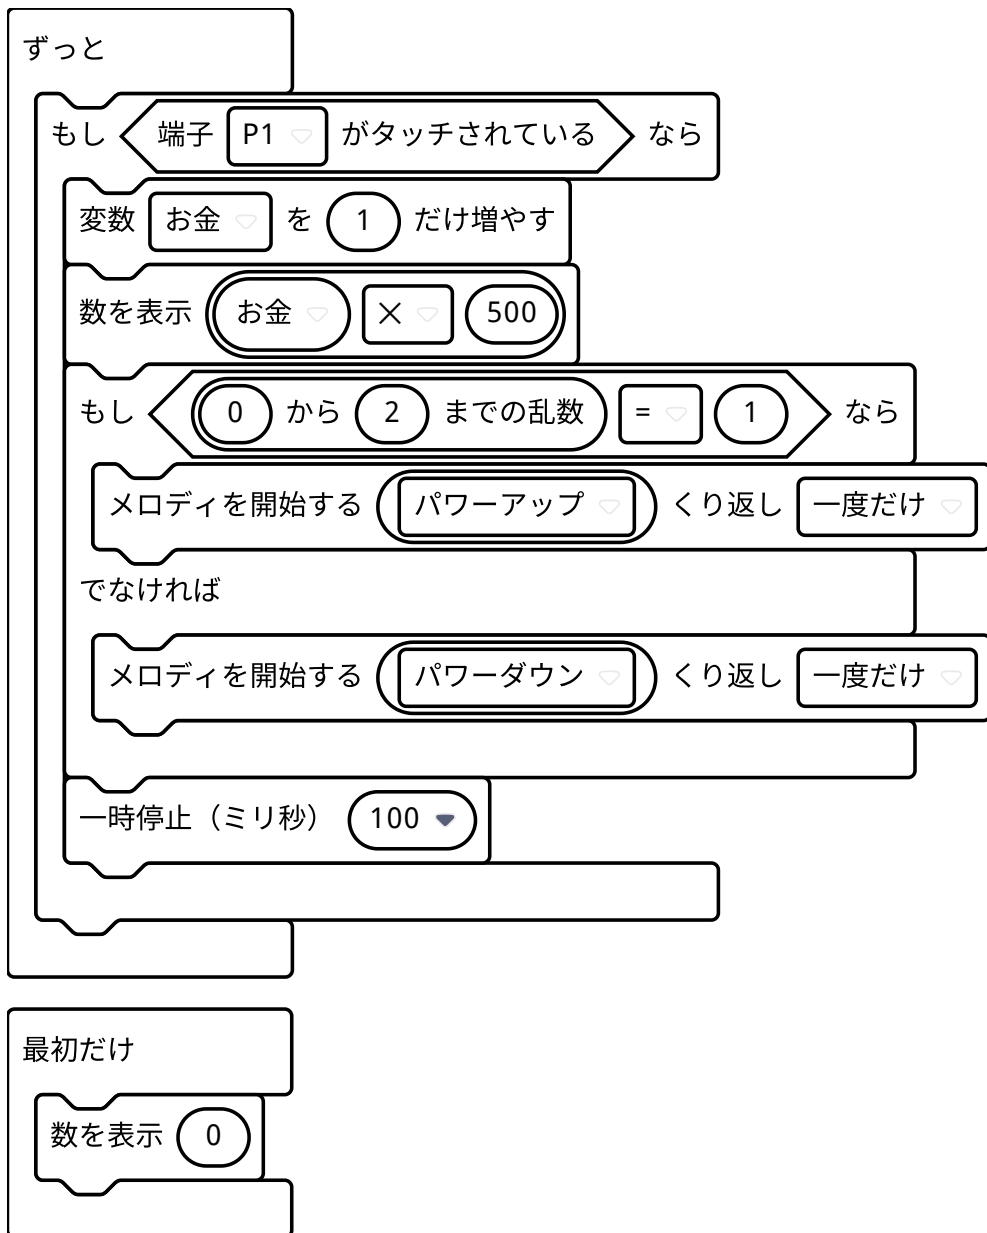 ずっと
もし 端子 P1 がタッチされている なら
変数 お金 を 1 だけ増やす
数を表示 お金 × 500
もし 0 から 2 までの乱数 = 1 なら
メロディを開始する パワーアップ くり返し 一度だけ
でなければ
メロディを開始する パワーダウン くり返し 一度だけ
一時停止（ミリ秒） 100
最初だけ
数を表示 0